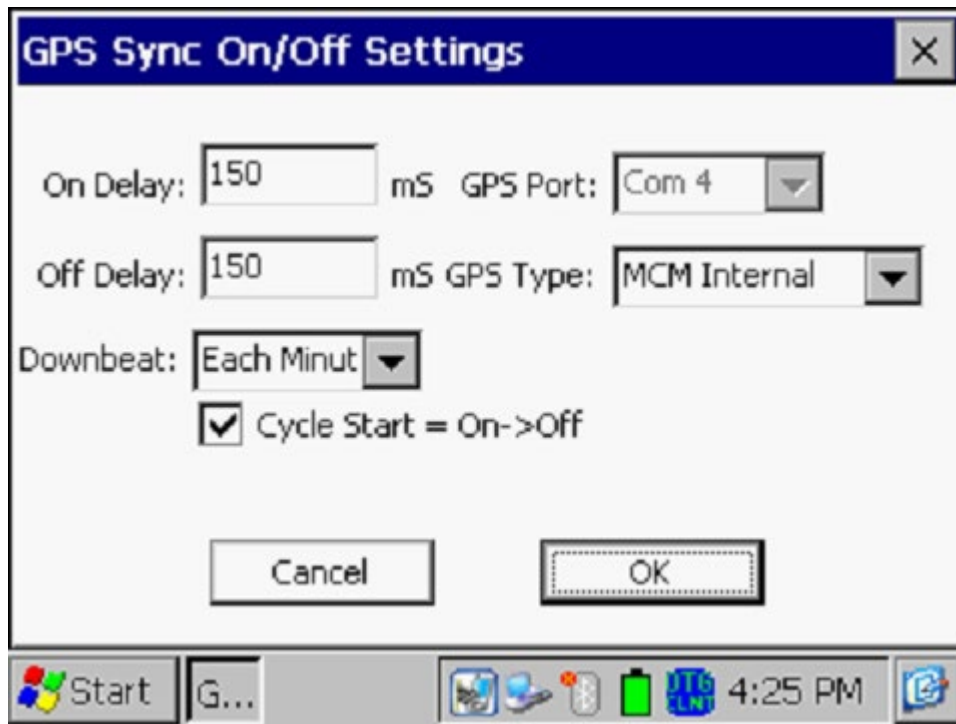 GPS Sync On/Off Settings
On Delay: 150 mS GPS Port: Com 4
Off Delay: 150 mS GPS Type: MCM Internal
Downbeat: Each Minut
Cycle Start = On->Off
Cancel OK
Start G... 4:25 PM